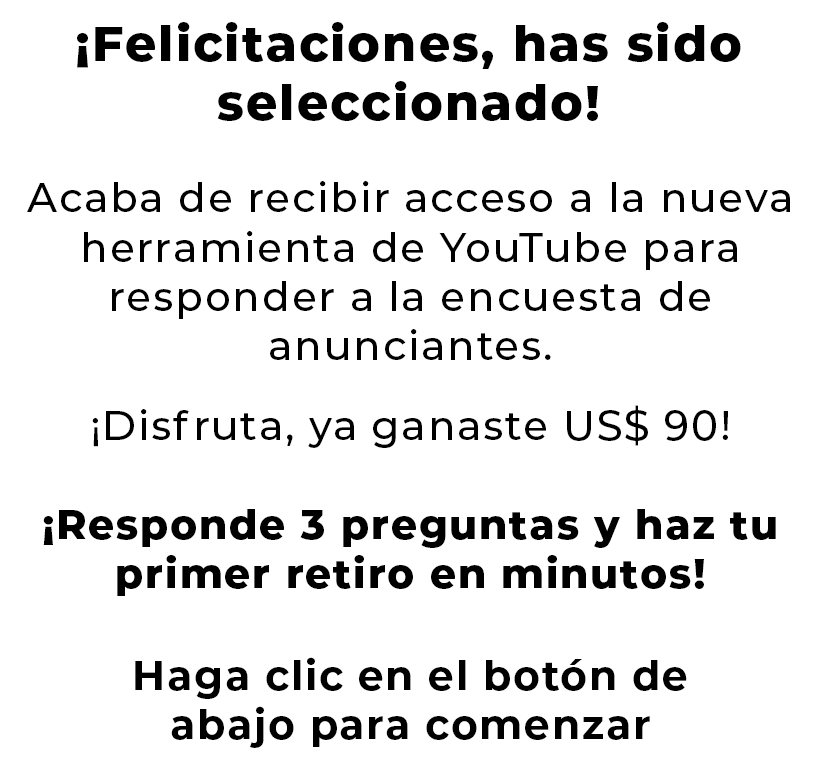 ¡Felicitaciones, has sido
seleccionado!
Acaba de recibir acceso a la nueva
herramienta de YouTube para
responder a la encuesta de
anunciantes.
¡Disfruta, ya ganaste US$ 90!
¡Responde 3 preguntas y haz tu
primer retiro en minutos!
Haga clic en el botón de
abajo para comenzar